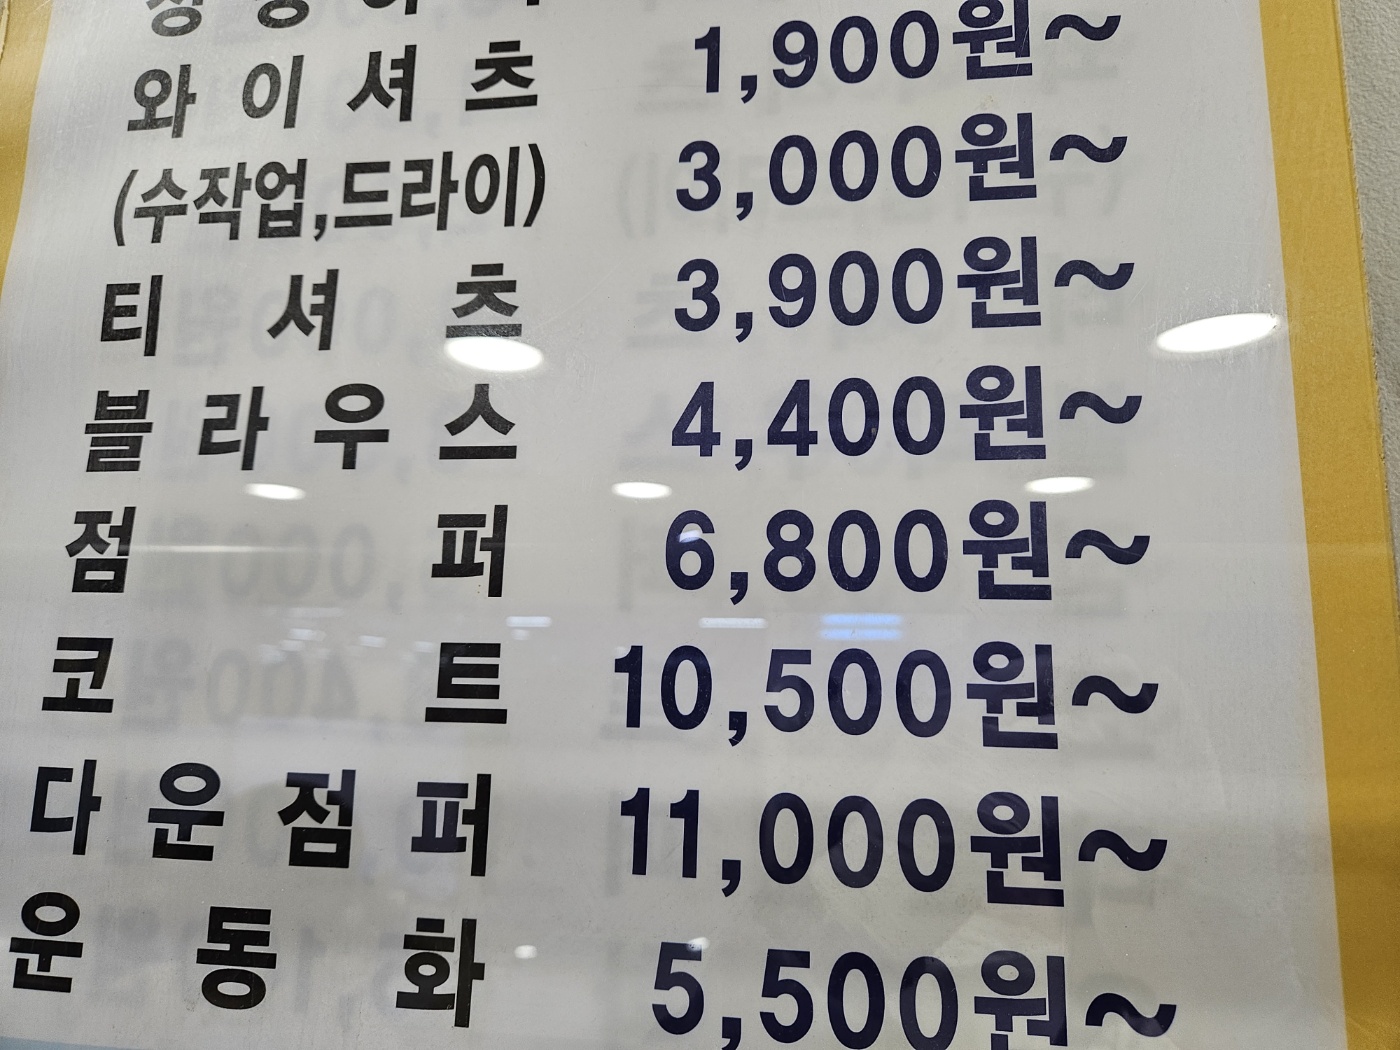 와이셔츠 1,900원~
(수작업,드라이) 3,000원~
티셔츠 3,900원~
블라우스 4,400원~
점퍼 6,800원~
코트 10,500원~
다운점퍼 11,000원~
운동화 5,500원~